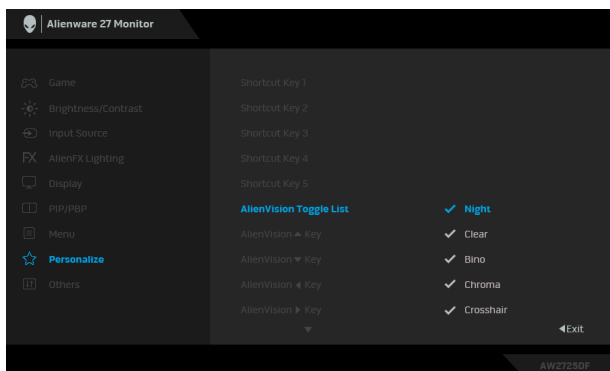 Alienware 27 Monitor
Game
Shortcut Key 1
Brightness/Contrast
Shortcut Key 2
Input Source
Shortcut Key 3
AlienFX Lighting
Shortcut Key 4
Display
Shortcut Key 5
PIP/PBP
AlienVision Toggle List
Night
Menu
AlienVision ▲ Key
Clear
Personalize
AlienVision ▼ Key
Bino
Others
AlienVision ◀ Key
Chroma
AlienVision ▶ Key
Crosshair
◀Exit
AW2725DF